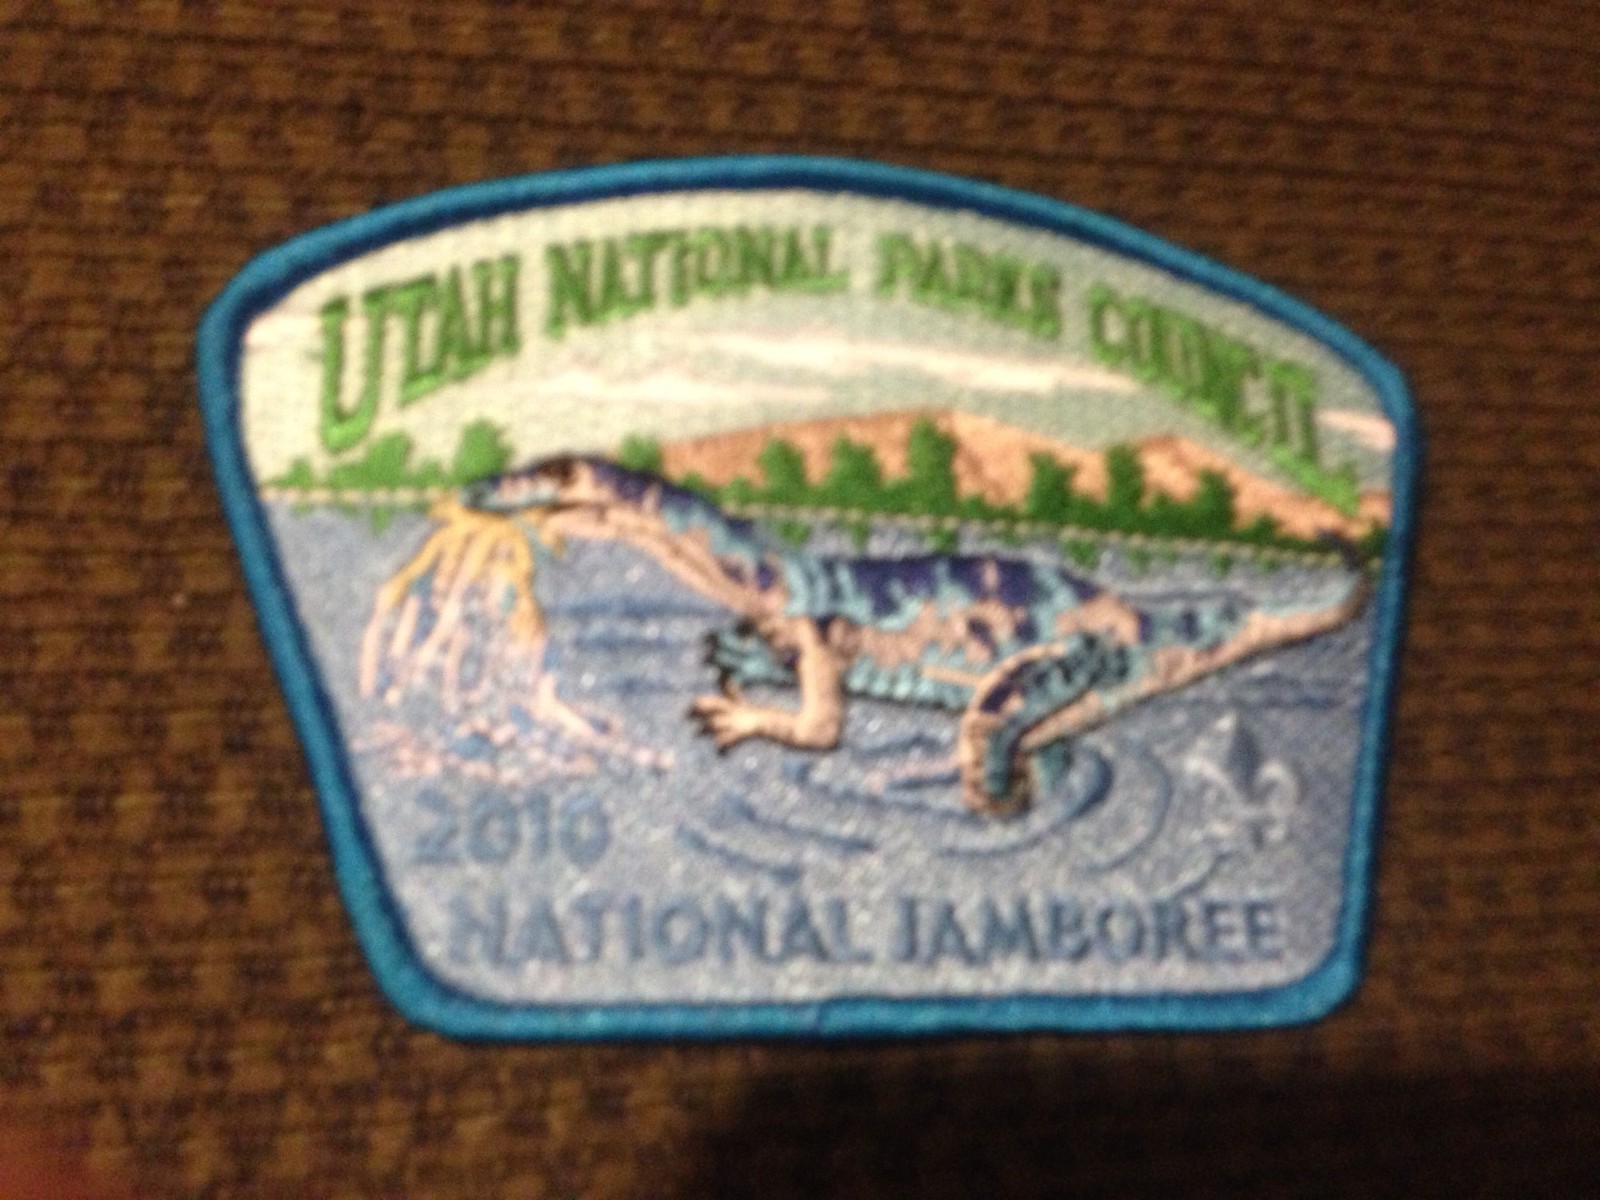 UTAH NATIONAL PARKS COUNCIL
2010
NATIONAL JAMBOREE